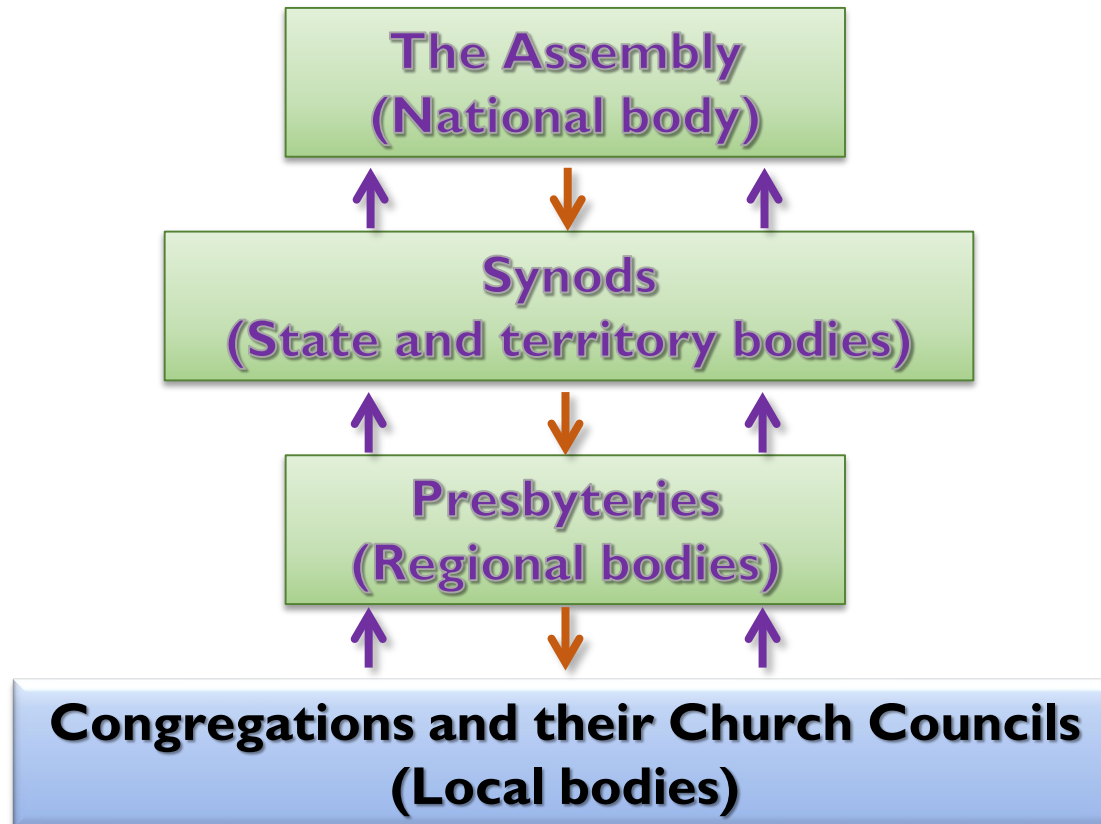 The Assembly
(National body)
Synods
(State and territory bodies)
Presbyteries
(Regional bodies)
Congregations and their Church Councils
(Local bodies)